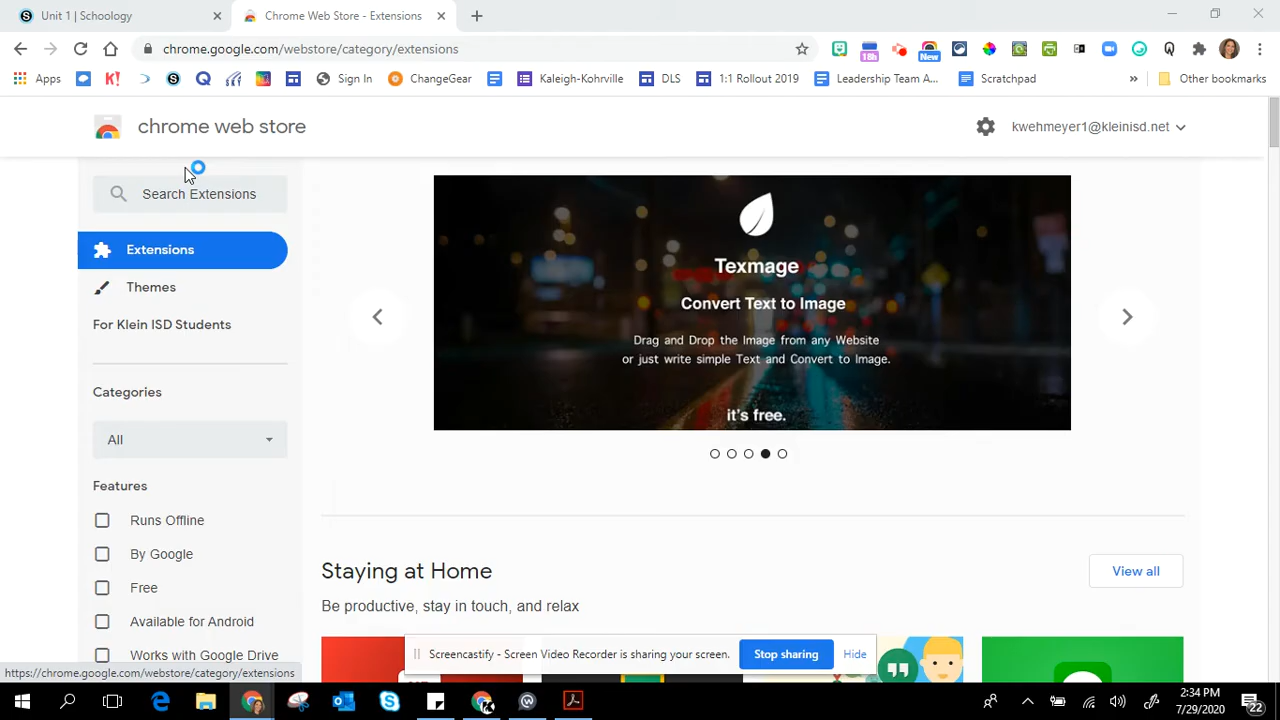 Unit 1 | Schoology
Chrome Web Store - Extensions
chrome.google.com/webstore/category/extensions
18h
New
Apps
Sign In
ChangeGear
Kaleigh-Kohrville
DLS
1:1 Rollout 2019
Leadership Team A...
Scratchpad
»
Other bookmarks
chrome web store
kwehmeyer1@kleinisd.net
Search Extensions
Extensions
Themes
For Klein ISD Students
Categories
All
Features
Runs Offline
By Google
Free
Available for Android
Works with Google Drive
Texmage
Convert Text to Image
Drag and Drop the Image from any Website
or just write simple Text and Convert to Image.
it's free.
Staying at Home
View all
Be productive, stay in touch, and relax
Screencastify - Screen Video Recorder is sharing your screen.
Stop sharing
Hide
https://chrome.google.com/webstore/category/extensions
2:34 PM
7/29/2020
22